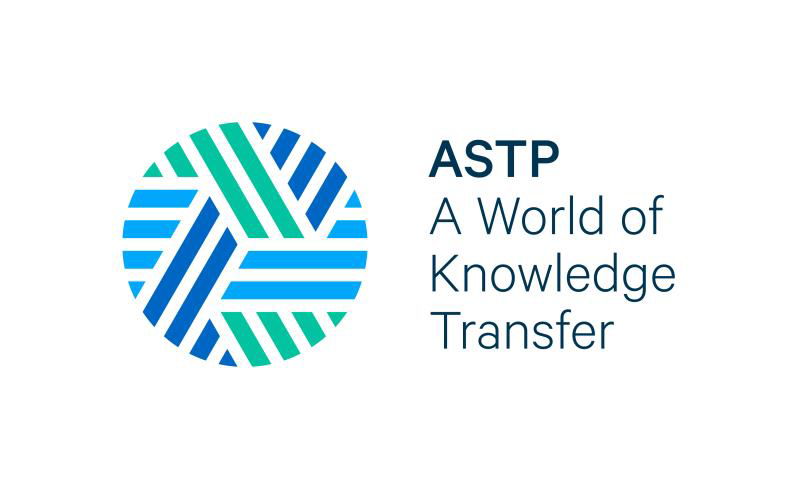 ASTP
A World of
Knowledge
Transfer